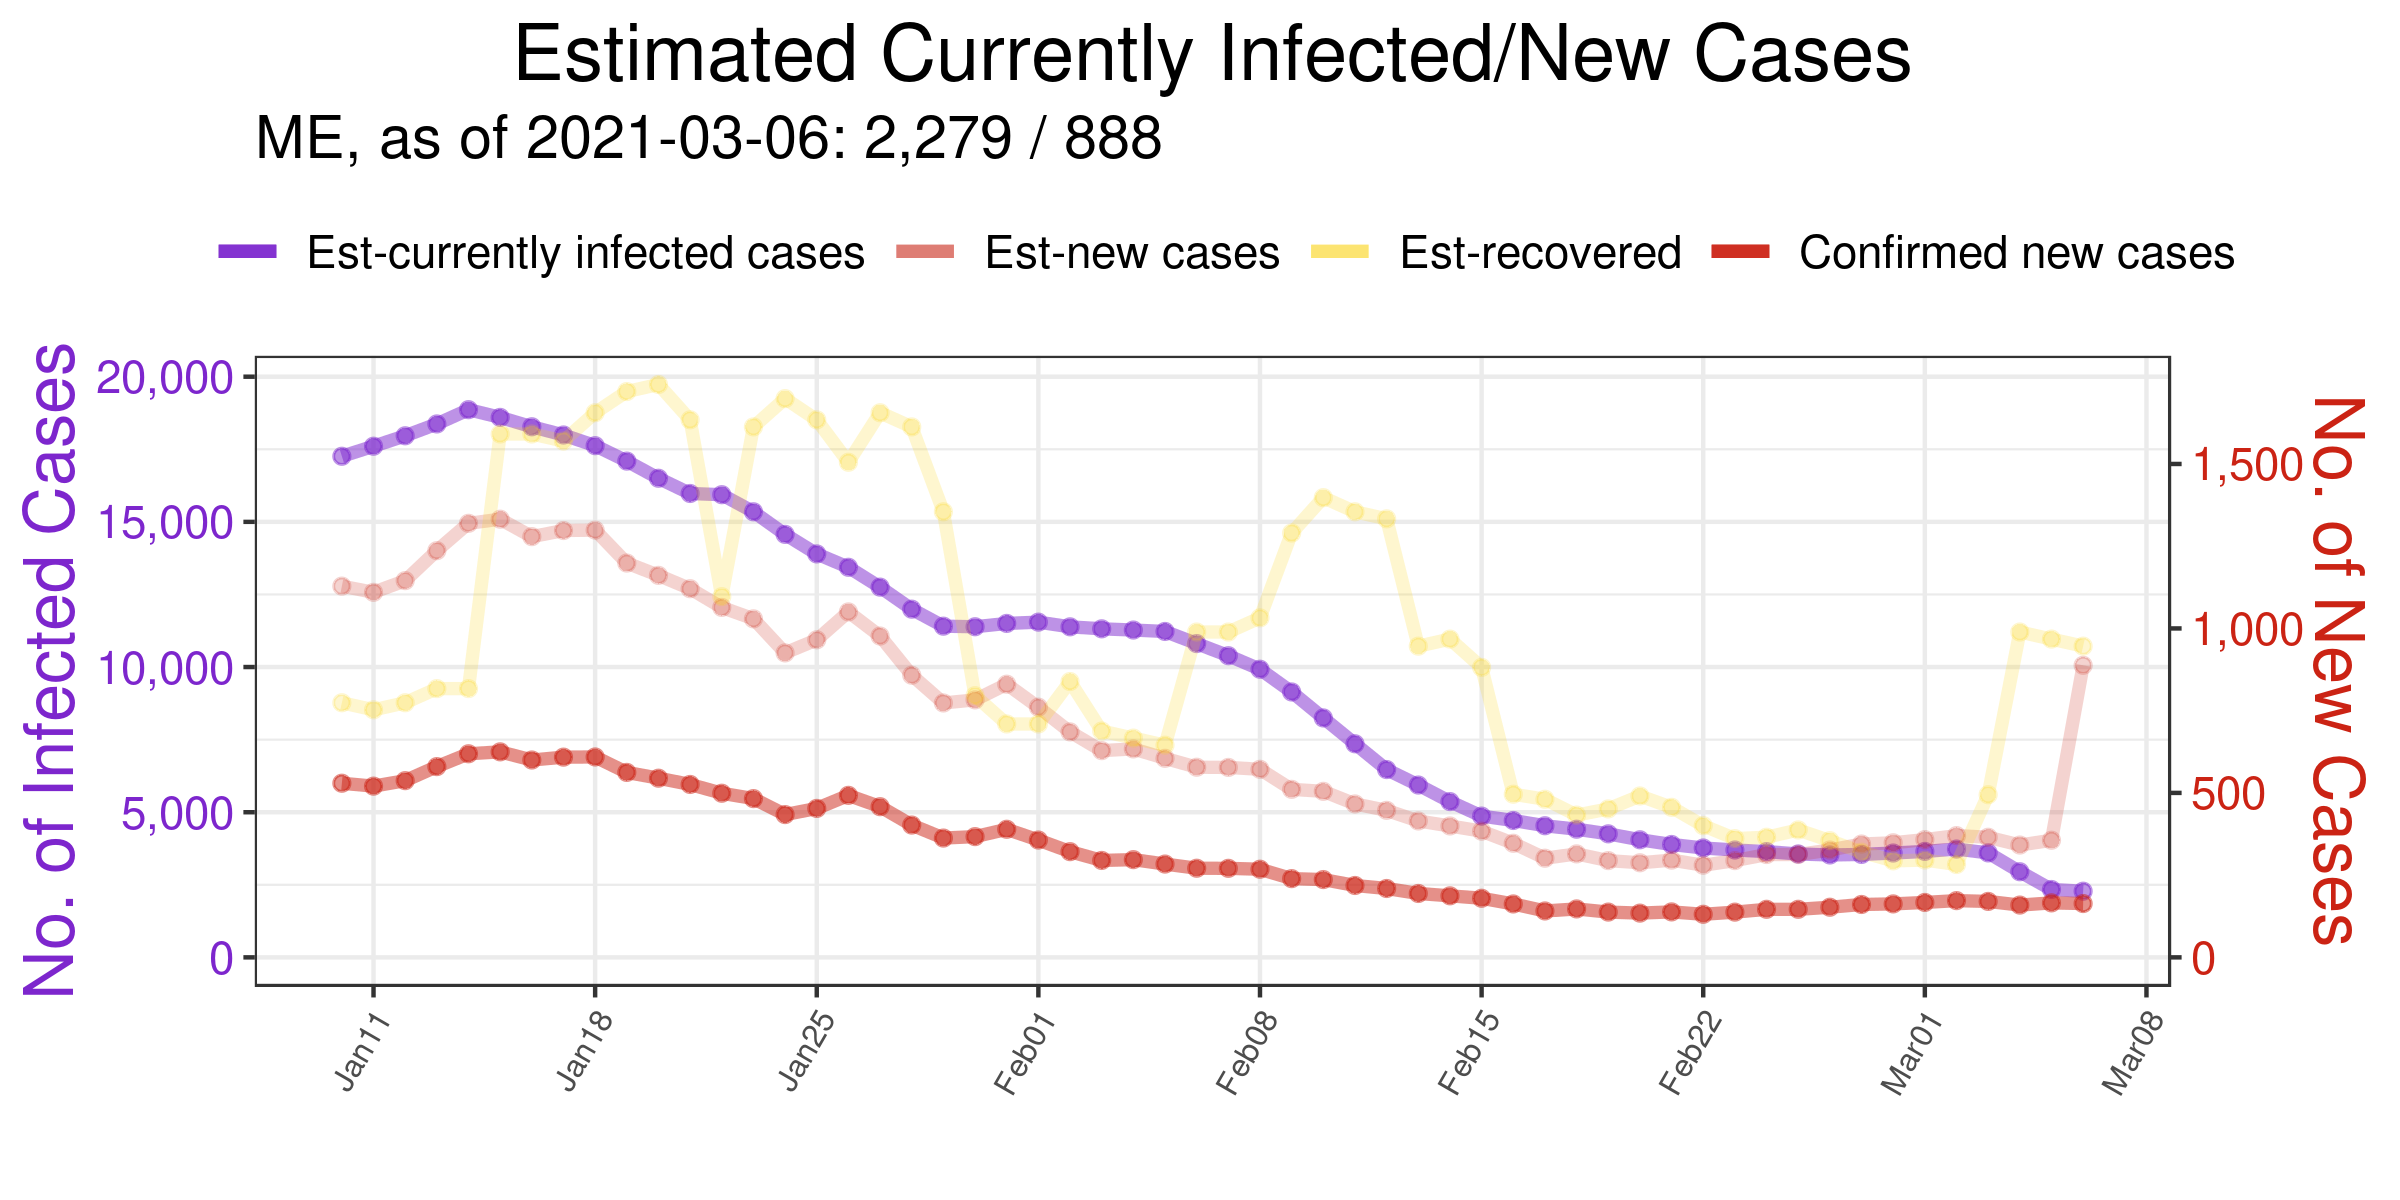 Estimated Currently Infected/New Cases
ME, as of 2021-03-06: 2,279 / 888
Est-currently infected cases Est-new cases Est-recovered Confirmed new cases
No. of Infected Cases
20,000
15,000
10,000
5,000
0
No. of New Cases
1,500
1,000
500
0
Jan11 Jan18 Jan25 Feb01 Feb08 Feb15 Feb22 Mar01 Mar08